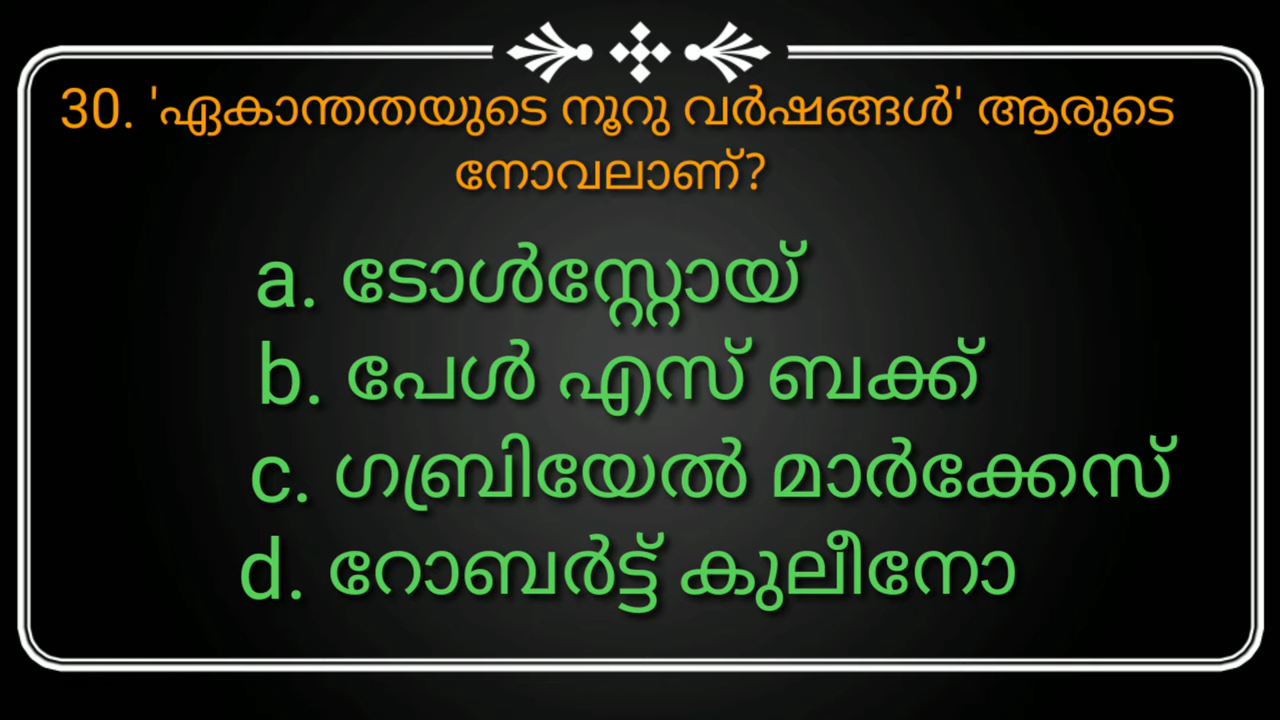 30. 'ഏകാന്തതയുടെ നൂറു വർഷങ്ങൾ' ആരുടെ
നോവലാണ്?
a. ടോൾസ്റ്റോയ്
b. പേൾ എസ് ബക്ക്
c. ഗബ്രിയേൽ മാർക്കേസ്
d. റോബർട്ട് കുലീനോ